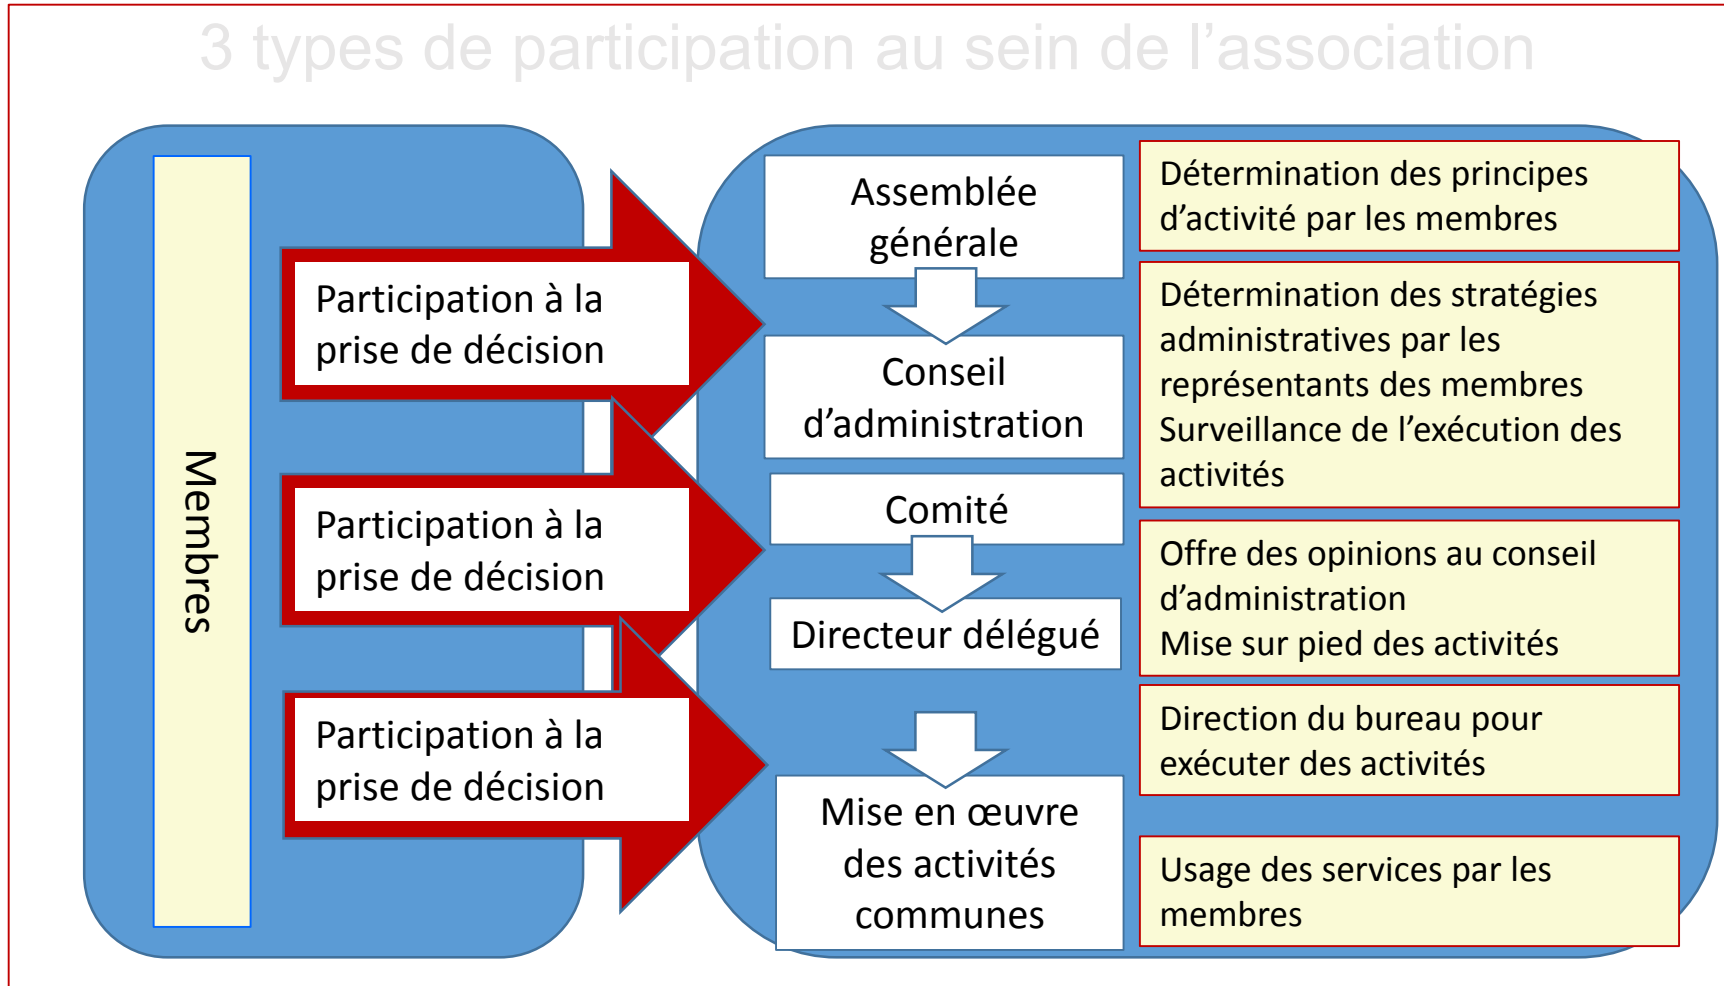 3 types de participation au sein de l’association
Membres
Participation à la
prise de décision
Participation à la
prise de décision
Participation à la
prise de décision
Assemblée
générale
Conseil
d’administration
Comité
Directeur délégué
Mise en œuvre
des activités
communes
Détermination des principes
d’activité par les membres
Détermination des stratégies
administratives par les
représentants des membres
Surveillance de l’exécution des
activités
Offre des opinions au conseil
d’administration
Mise sur pied des activités
Direction du bureau pour
exécuter des activités
Usage des services par les
membres